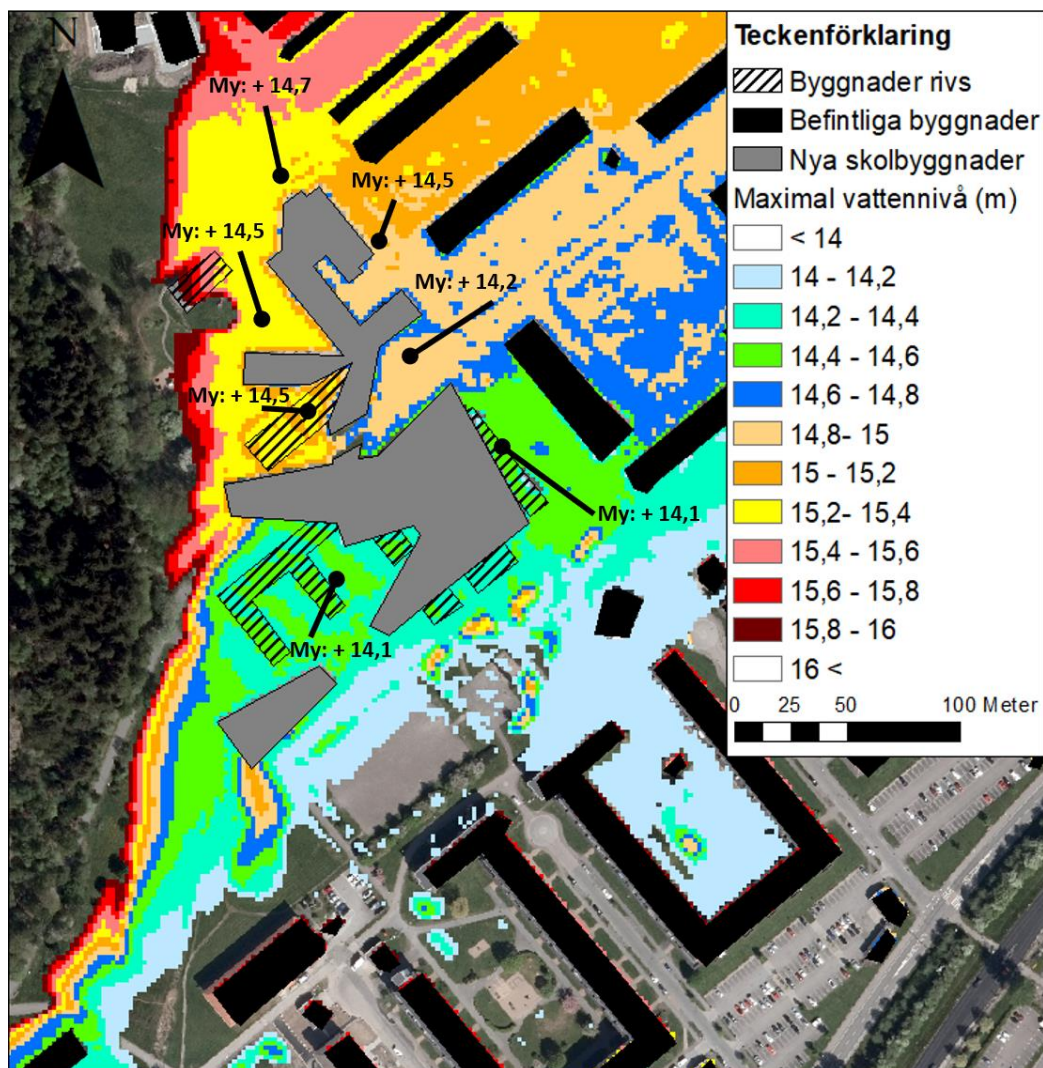 N
My: + 14,7
My: + 14,5
My: + 14,5
My: + 14,2
My: + 14,5
My: + 14,1
My: + 14,1
Teckenförklaring
Byggnader rivs
Befintliga byggnader
Nya skolbyggnader
Maximal vattennivå (m)
< 14
14 - 14,2
14,2 - 14,4
14,4 - 14,6
14,6 - 14,8
14,8- 15
15 - 15,2
15,2- 15,4
15,4 - 15,6
15,6 - 15,8
15,8 - 16
16 <
0 25 50 100 Meter